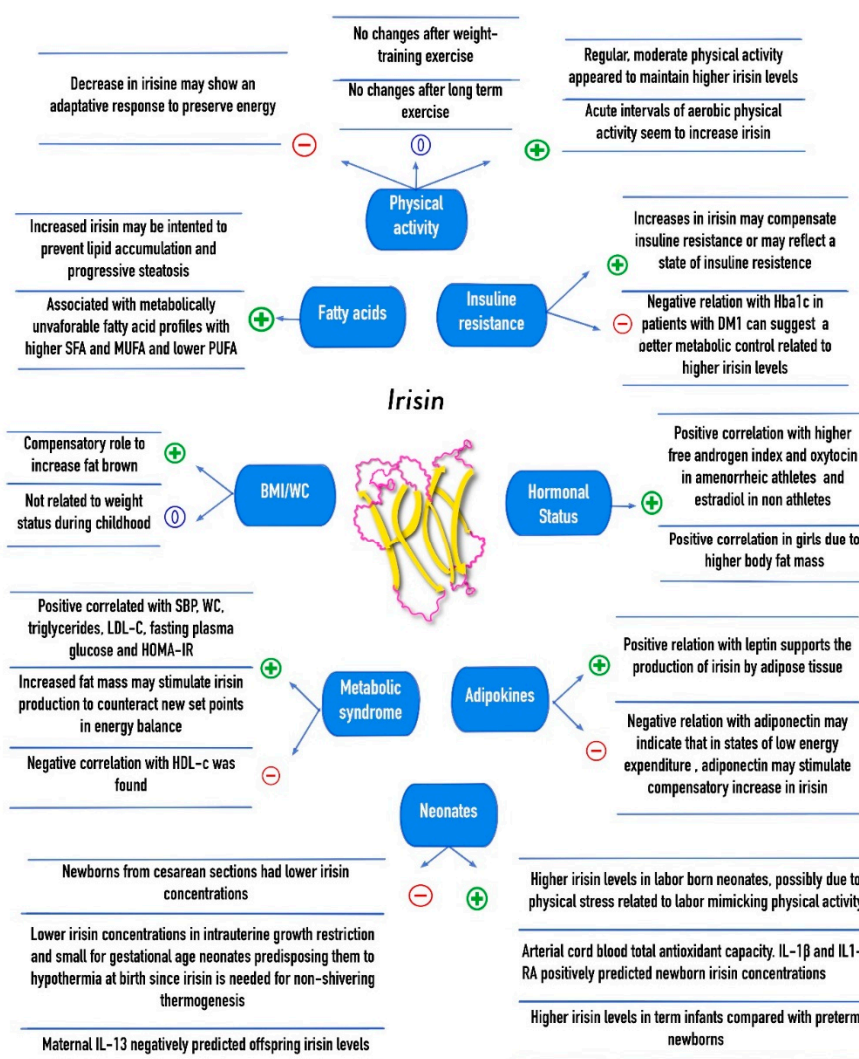 No changes after weight-
training exercise
No changes after long term
exercise
Decrease in irisine may show an
adaptative response to preserve energy
Regular, moderate physical activity
appeared to maintain higher irisin levels
Acute intervals of aerobic physical
activity seem to increase irisin
Physical
activity
Increased irisin may be intented to
prevent lipid accumulation and
progressive steatosis
Associated with metabolically
unvaforable fatty acid profiles with
higher SFA and MUFA and lower PUFA
Fatty acids
Insuline
resistance
Increases in irisin may compensate
insuline resistance or may reflect a
state of insuline resistence
Negative relation with Hba1c in
patients with DM1 can suggest a
better metabolic control related to
higher irisin levels
Irisin
Compensatory role to
increase fat brown
Not related to weight
status during childhood
BMI/WC
Hormonal
Status
Positive correlation with higher
free androgen index and oxytocin
in amenorrheic athletes and
estradiol in non athletes
Positive correlation in girls due to
higher body fat mass
Positive correlated with SBP, WC,
triglycerides, LDL-C, fasting plasma
glucose and HOMA-IR
Increased fat mass may stimulate irisin
production to counteract new set points
in energy balance
Negative correlation with HDL-c was
found
Metabolic
syndrome
Adipokines
Positive relation with leptin supports the
production of irisin by adipose tissue
Negative relation with adiponectin may
indicate that in states of low energy
expenditure , adiponectin may stimulate
compensatory increase in irisin
Neonates
Newborns from cesarean sections had lower irisin
concentrations
Lower irisin concentrations in intrauterine growth restriction
and small for gestational age neonates predisposing them to
hypothermia at birth since irisin is needed for non-shivering
thermogenesis
Maternal IL-13 negatively predicted offspring irisin levels
Higher irisin levels in labor born neonates, possibly due to
physical stress related to labor mimicking physical activity
Arterial cord blood total antioxidant capacity. IL-1β and IL1-
RA positively predicted newborn irisin concentrations
Higher irisin levels in term infants compared with preterm
newborns